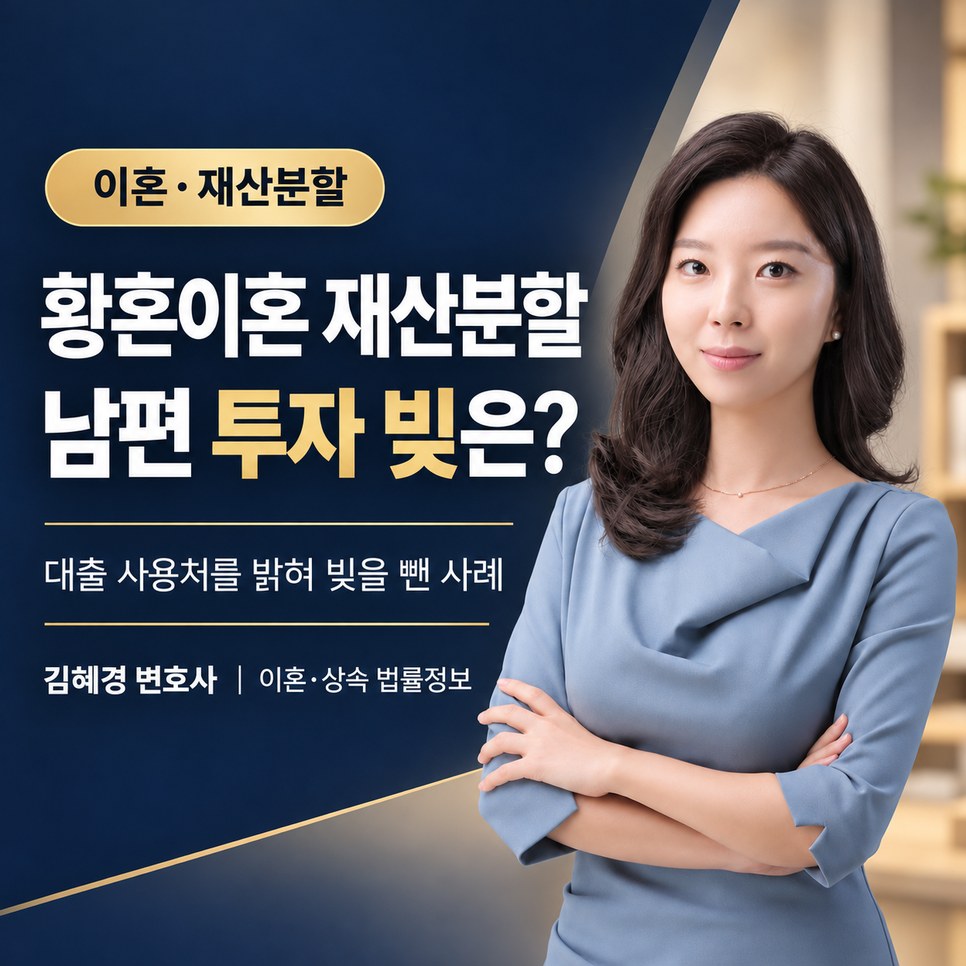 이혼·재산분할
황혼이혼 재산분할
남편 투자 빚은?
대출 사용처를 밝혀 빚을 뺀 사례
김혜경 변호사 | 이혼·상속 법률정보